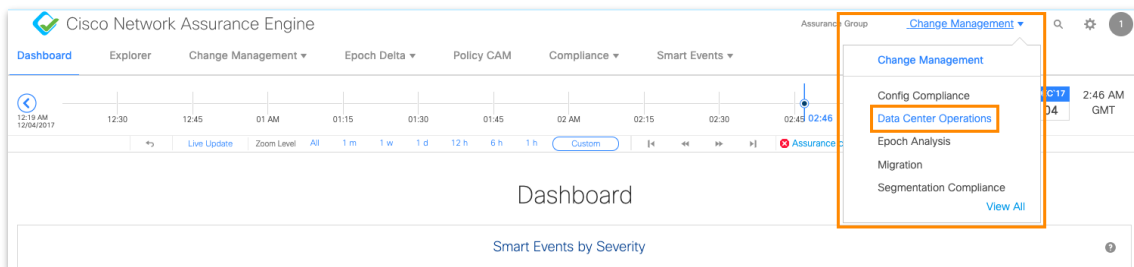 Cisco Network Assurance Engine
Assurance Group
Change Management
1
Dashboard
Explorer
Change Management
Epoch Delta
Policy CAM
Compliance
Smart Events
Change Management
Config Compliance
Data Center Operations
Epoch Analysis
Migration
Segmentation Compliance
View All
12:19 AM
12/04/2017
12:30
12:45
01 AM
01:15
01:30
01:45
02 AM
02:15
02:30
02:45
02:46
C'17
04
2:46 AM
GMT
Live Update
Zoom Level
All
1 m
1 w
1 d
12 h
6 h
1 h
Custom
Assurance c
Dashboard
Smart Events by Severity
?